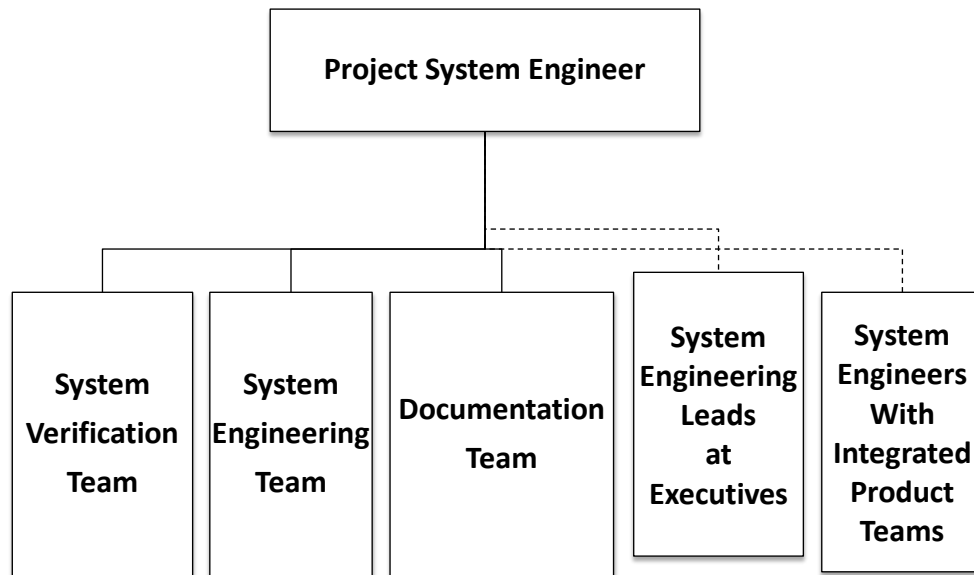 Project System Engineer
System
Verification
Team
System
Engineering
Team
Documentation
Team
System
Engineering
Leads
at
Executives
System
Engineers
With
Integrated
Product
Teams